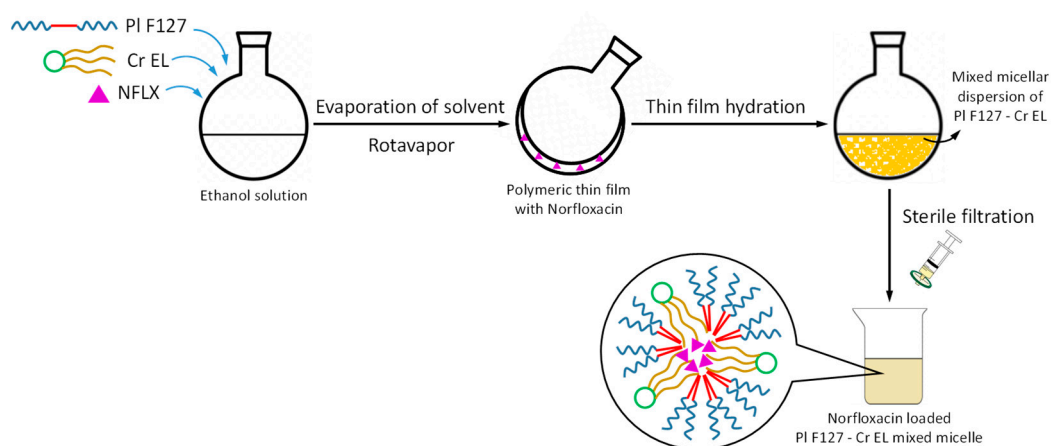 Pl F127
Cr EL
NFLX
Ethanol solution
Evaporation of solvent
Rotavapor
Polymeric thin film
with Norfloxacin
Thin film hydration
Mixed micellar
dispersion of
Pl F127 - Cr EL
Sterile filtration
Norfloxacin loaded
Pl F127 - Cr EL mixed micelle